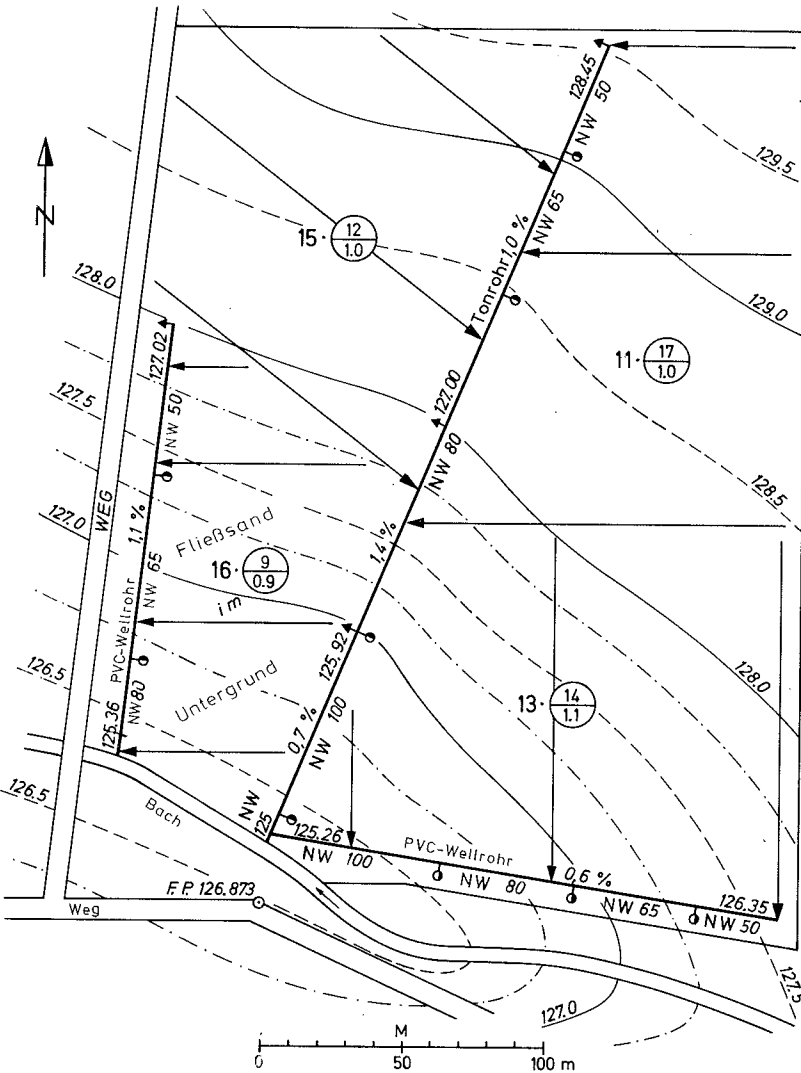 128.45
NW 50
129.5
N
15·
12
1.0
Tonrohr 1,0 %
NW 65
128.0
129.0
127.02
11·
17
1.0
127.00
127.5
NW 50
NW 80
WEG
128.5
127.0
1.1 %
Fließsand
1,4 %
16·
9
0.9
im
NW 65
PVC-Wellrohr
125.92
126.5
Untergrund
128.0
NW 80
13·
14
1.1
125.36
0,7 %
NW 100
126.5
Bach
NW 125
125.26
PVC-Wellrohr
NW 100
0,6 %
NW 80
126.35
F.P. 126.873
NW 65
NW 50
Weg
127.5
127.0
M
0
50
100 m